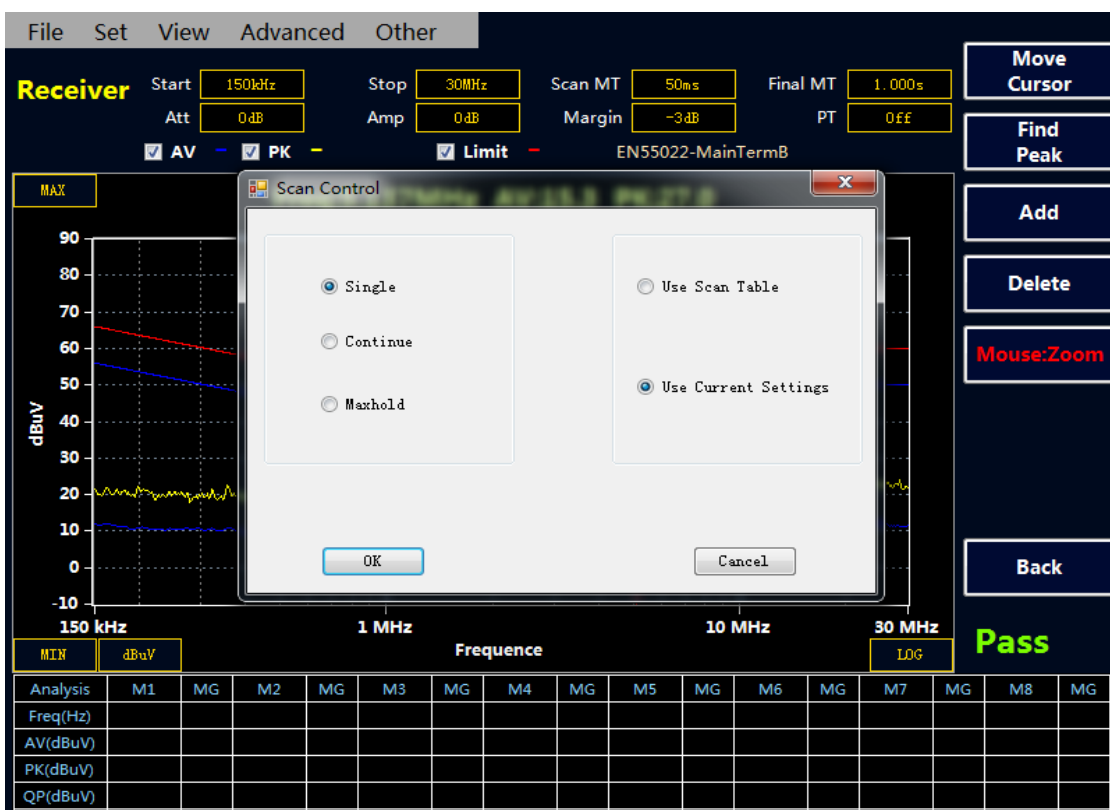 File Set View Advanced Other
Receiver Start 150kHz Stop 30MHz Scan MT 50ms Final MT 1.000s
Att 0dB Amp 0dB Margin -3dB PT Off
AV PK Limit EN55022-MainTermB
Move Cursor
Find Peak
Add
Delete
Mouse:Zoom
Back
Pass
MAX
Scan Control
Single
Continue
Maxhold
Use Scan Table
Use Current Settings
OK Cancel
90
80
70
60
50
40
30
20
10
0
-10
dBuV
150 kHz 1 MHz 10 MHz 30 MHz
MIN dBuV Frequence LOG
Analysis M1 MG M2 MG M3 MG M4 MG M5 MG M6 MG M7 MG M8 MG
Freq(Hz)
AV(dBuV)
PK(dBuV)
QP(dBuV)